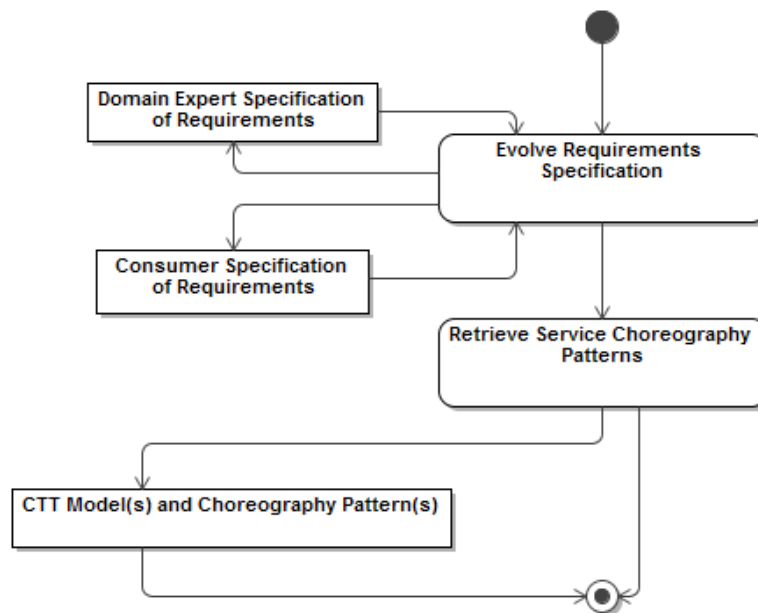 Domain Expert Specification
of Requirements
Evolve Requirements
Specification
Consumer Specification
of Requirements
Retrieve Service Choreography
Patterns
CTT Model(s) and Choreography Pattern(s)